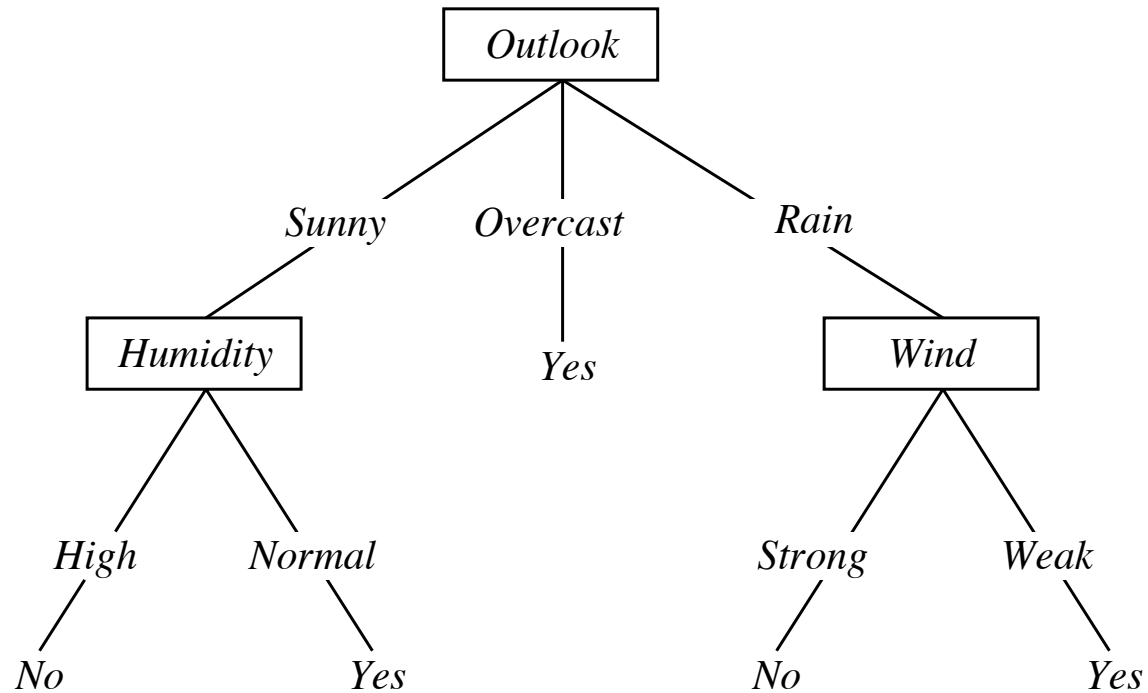 Outlook
Sunny Overcast Rain
Humidity Yes Wind
High Normal Strong Weak
No Yes No Yes